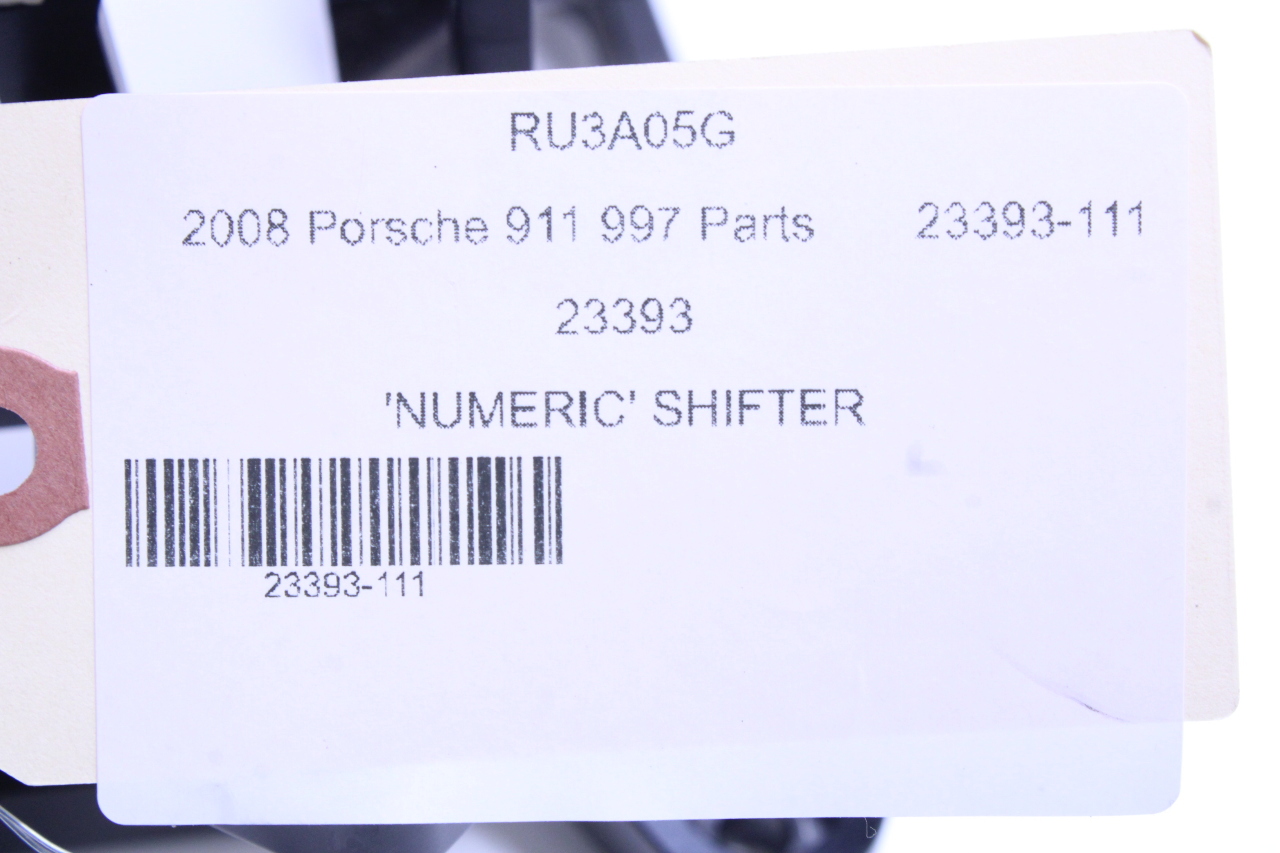 RU3A05G
2008 Porsche 911 997 Parts 23393-111
23393
'NUMERIC' SHIFTER
23393-111